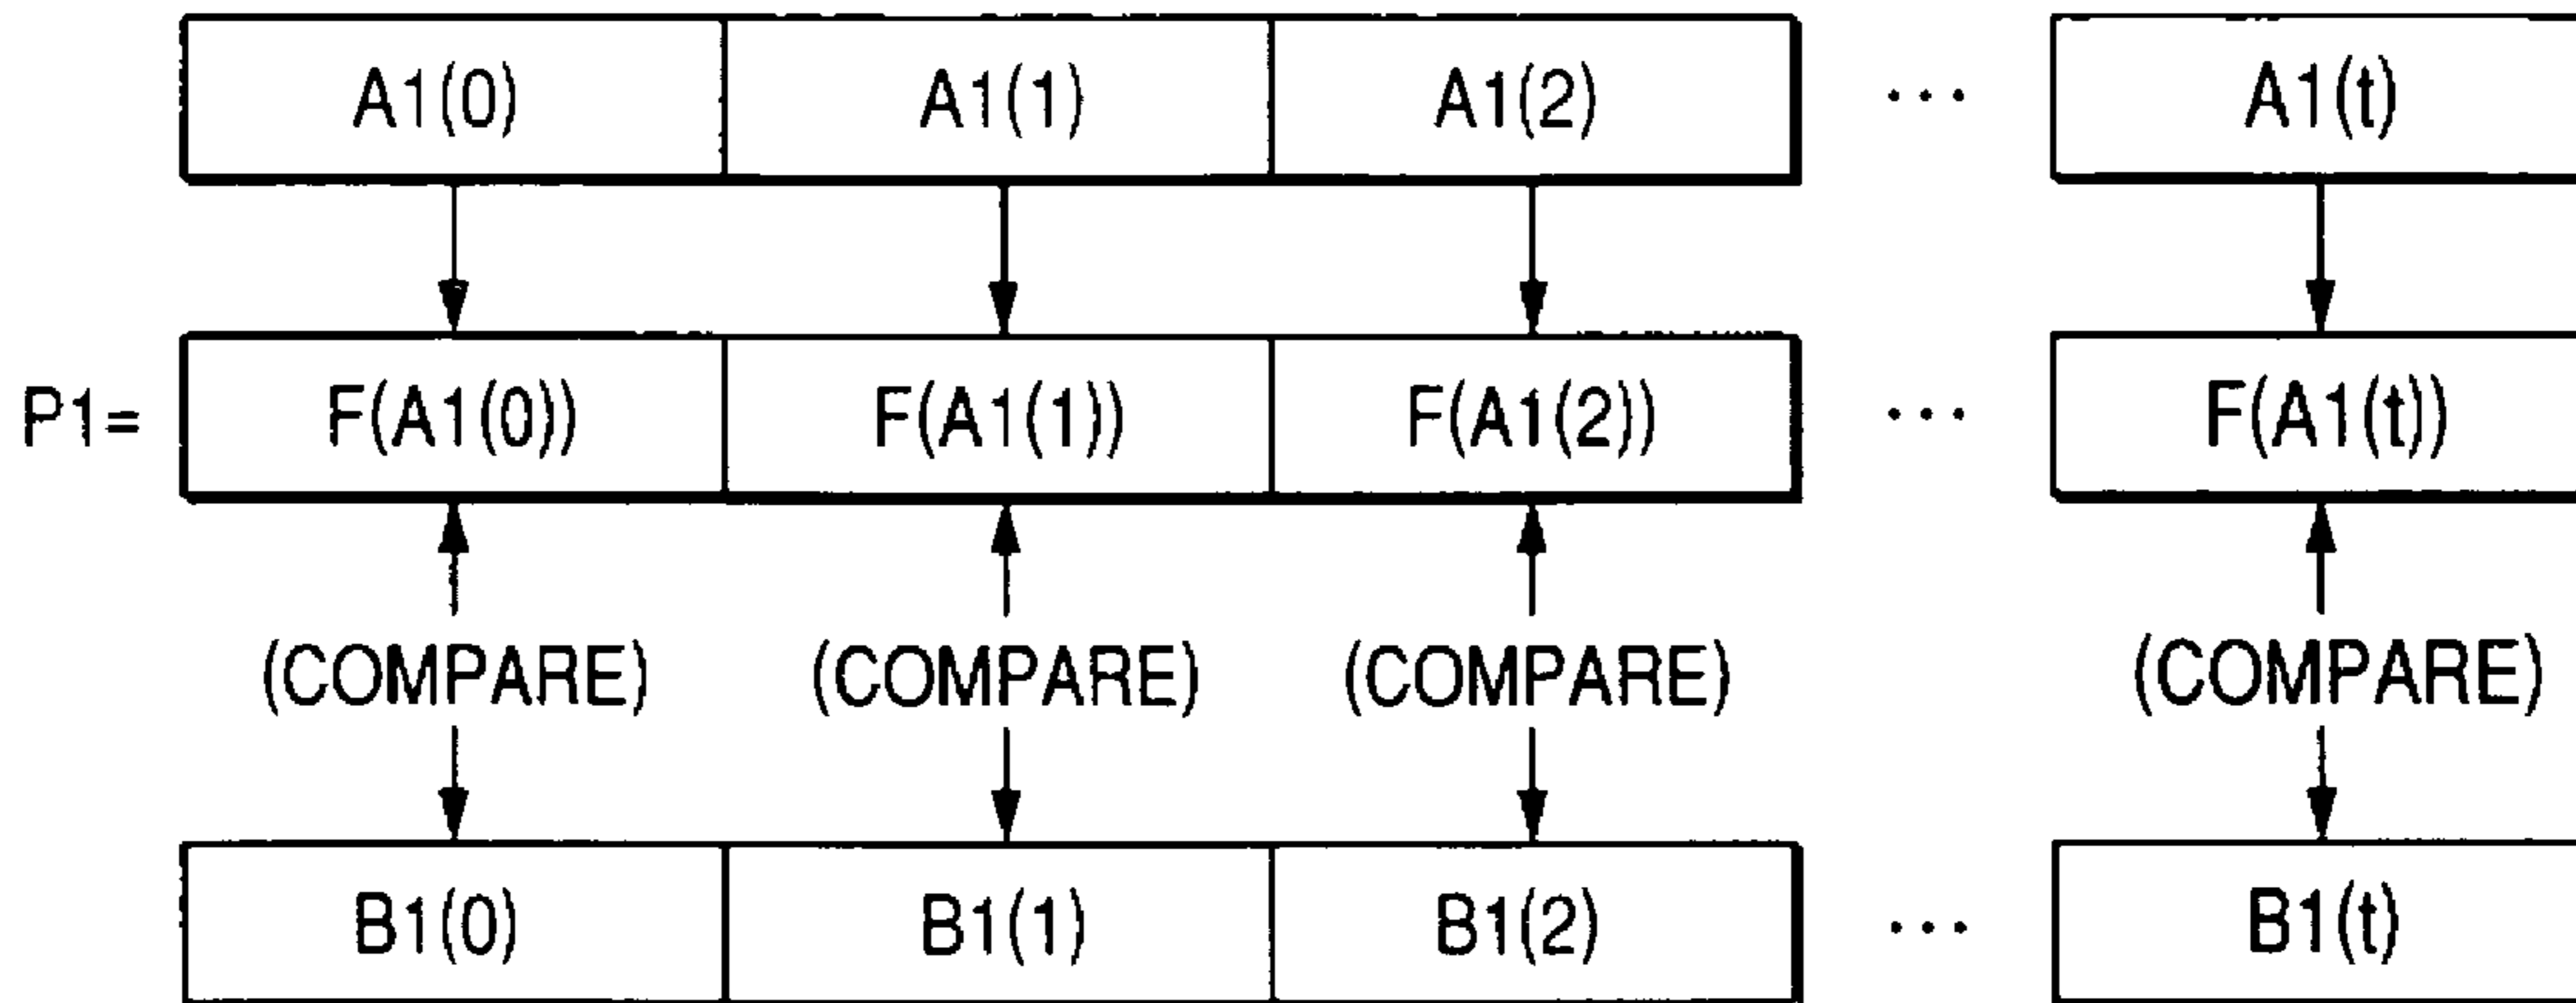 A1(0) A1(1) A1(2) ... A1(t)
P1= F(A1(0)) F(A1(1)) F(A1(2)) ... F(A1(t))
(COMPARE) (COMPARE) (COMPARE) (COMPARE)
B1(0) B1(1) B1(2) ... B1(t)